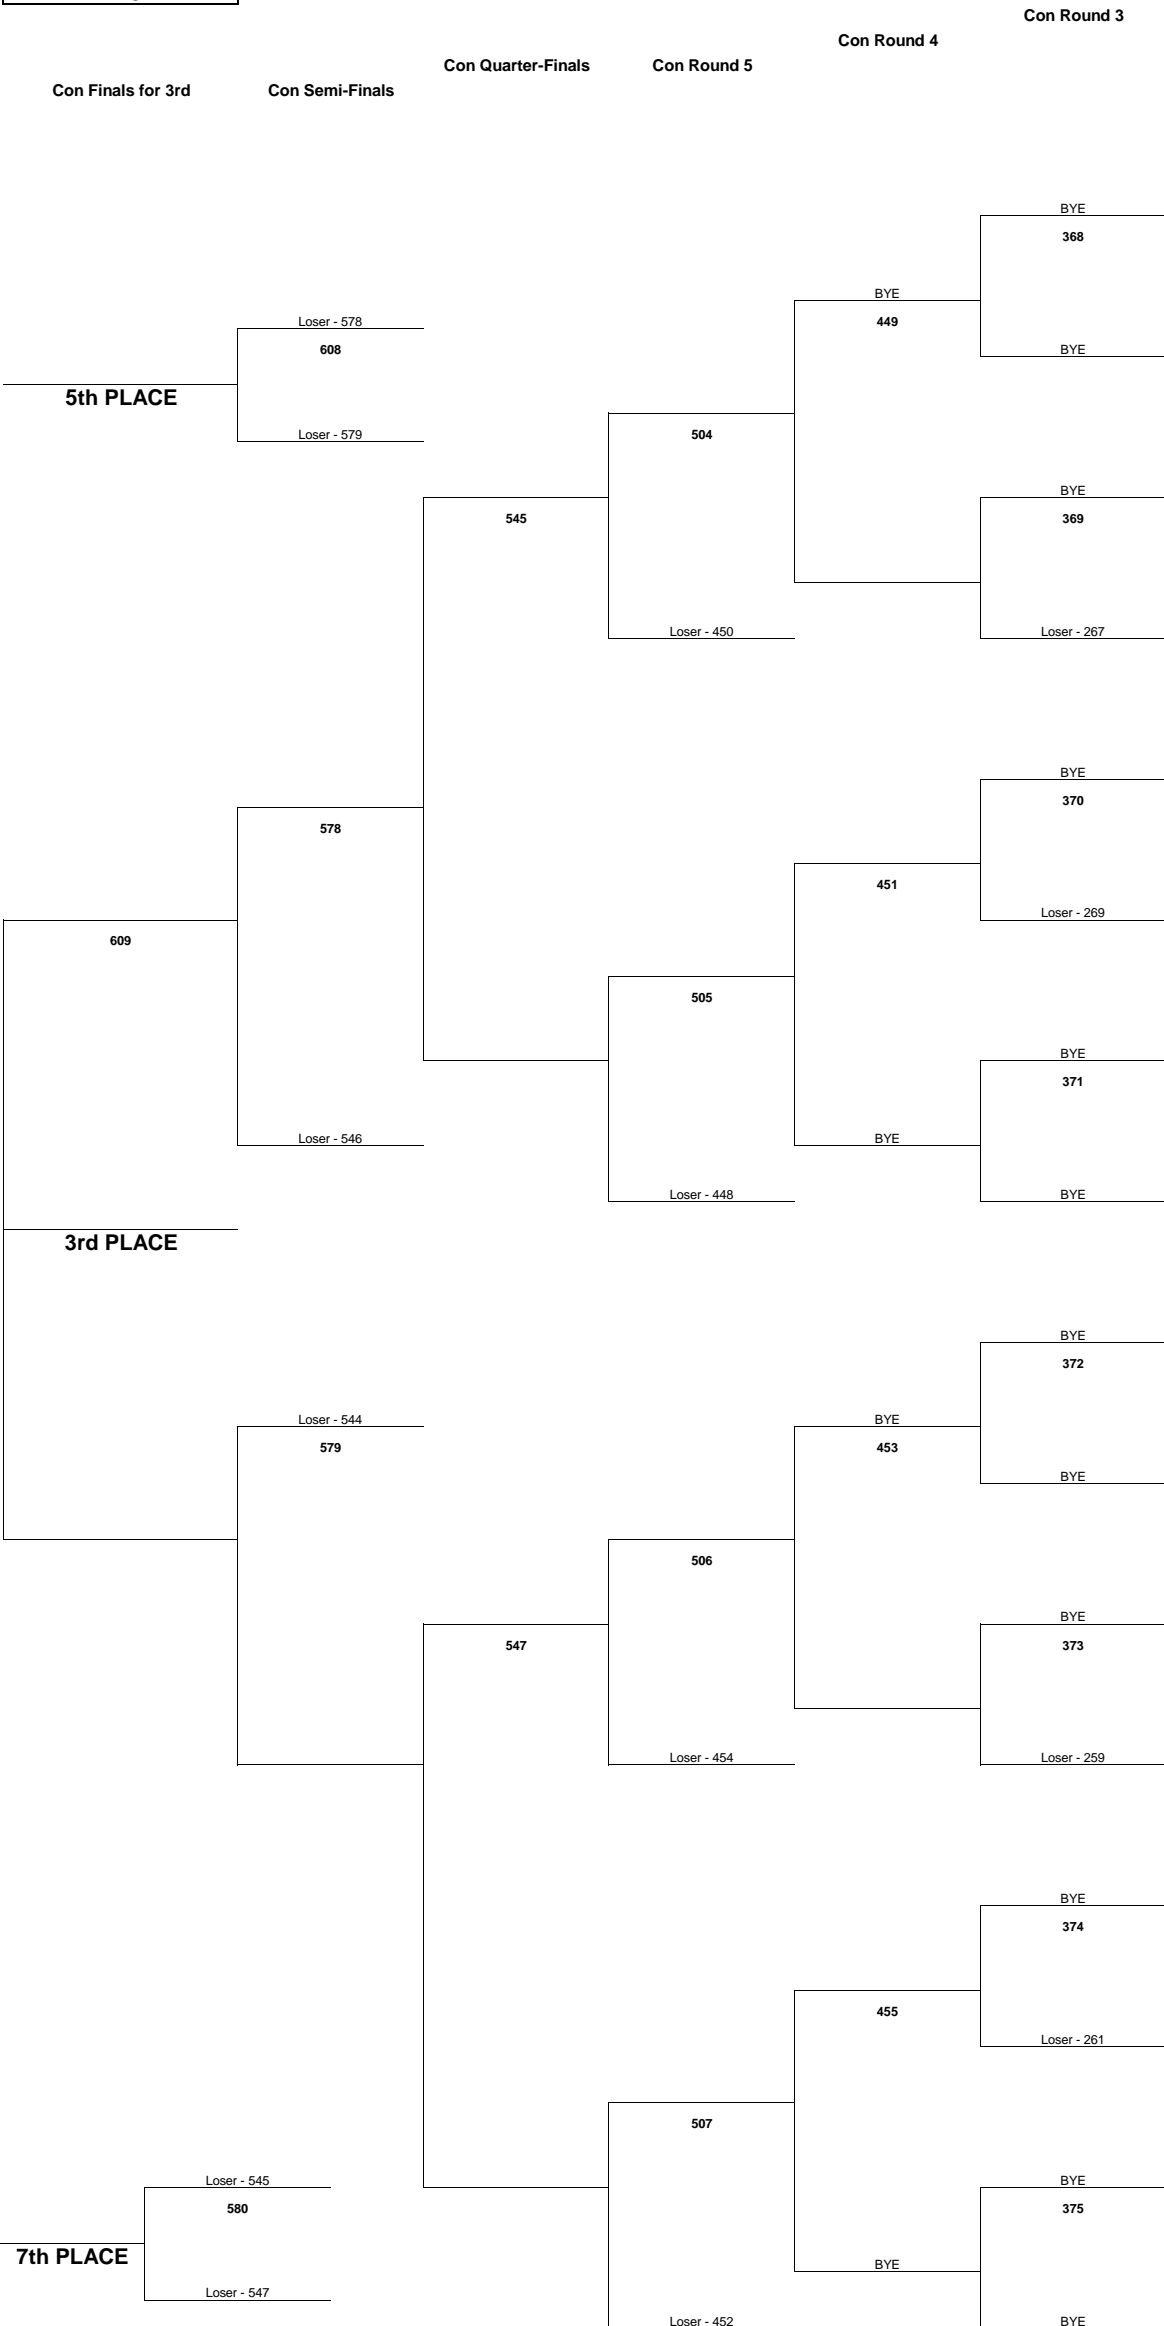 Con Round 3
Con Round 4
Con Quarter-Finals Con Round 5
Con Finals for 3rd Con Semi-Finals
BYE
368
BYE
Loser - 578 449
608 BYE
5th PLACE
Loser - 579 504
BYE
545 369
Loser - 450 Loser - 267
BYE
370
578
451
Loser - 269
609
505
BYE
371
Loser - 546 BYE
Loser - 448 BYE
3rd PLACE
BYE
372
Loser - 544 BYE
579 453
BYE
506
BYE
547 373
Loser - 454 Loser - 259
BYE
374
455
Loser - 261
507
Loser - 545 BYE
580 375
7th PLACE
BYE
Loser - 547
Loser - 452 BYE